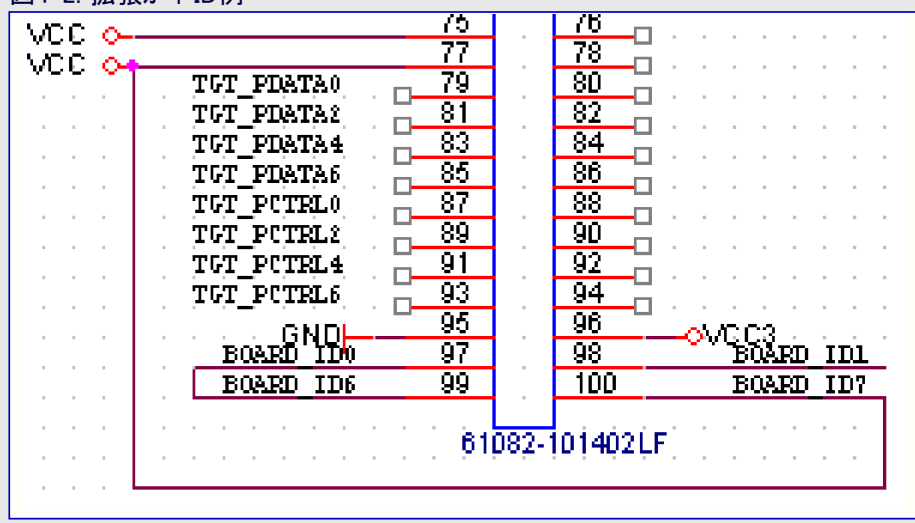 VCC 75 76
VCC 77 78
TGT_PDATA0 79 80
TGT_PDATA2 81 82
TGT_PDATA4 83 84
TGT_PDATA6 85 86
TGT_PCTRL0 87 88
TGT_PCTRL2 89 90
TGT_PCTRL4 91 92
TGT_PCTRL6 93 94
GND 95 96 VCC3
BOARD_ID0 97 98 BOARD_ID1
BOARD_ID6 99 100 BOARD_ID7
61082-101402LF